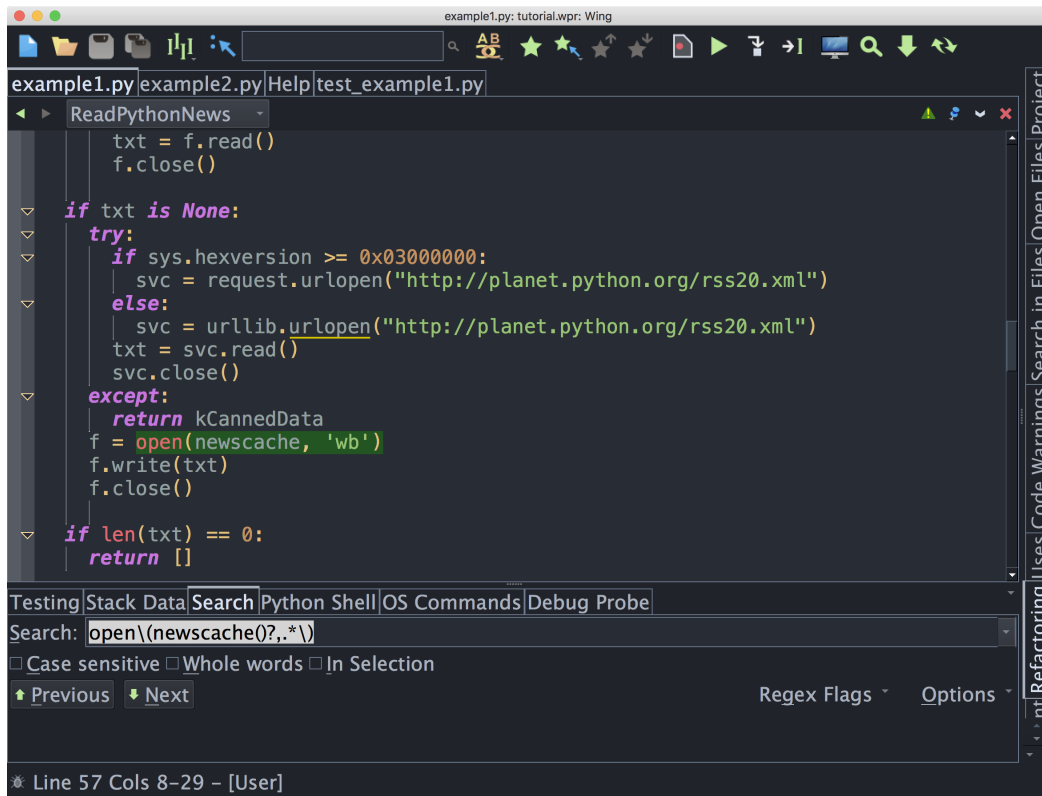 example1.py: tutorial.wpr: Wing
AB
example1.py example2.py Help test_example1.py
ReadPythonNews
txt = f.read()
f.close()
if txt is None:
try:
if sys.hexversion >= 0x03000000:
svc = request.urlopen("http://planet.python.org/rss20.xml")
else:
svc = urllib.urlopen("http://planet.python.org/rss20.xml")
txt = svc.read()
svc.close()
except:
return kCannedData
f = open(newscache, 'wb')
f.write(txt)
f.close()
if len(txt) == 0:
return []
Testing Stack Data Search Python Shell OS Commands Debug Probe
Search: open\(newscache()?,.*\)
Case sensitive Whole words In Selection
Previous Next Regex Flags Options
Line 57 Cols 8-29 – [User]
Project
Open Files
Search in Files
Code Warnings
Uses
Refactoring